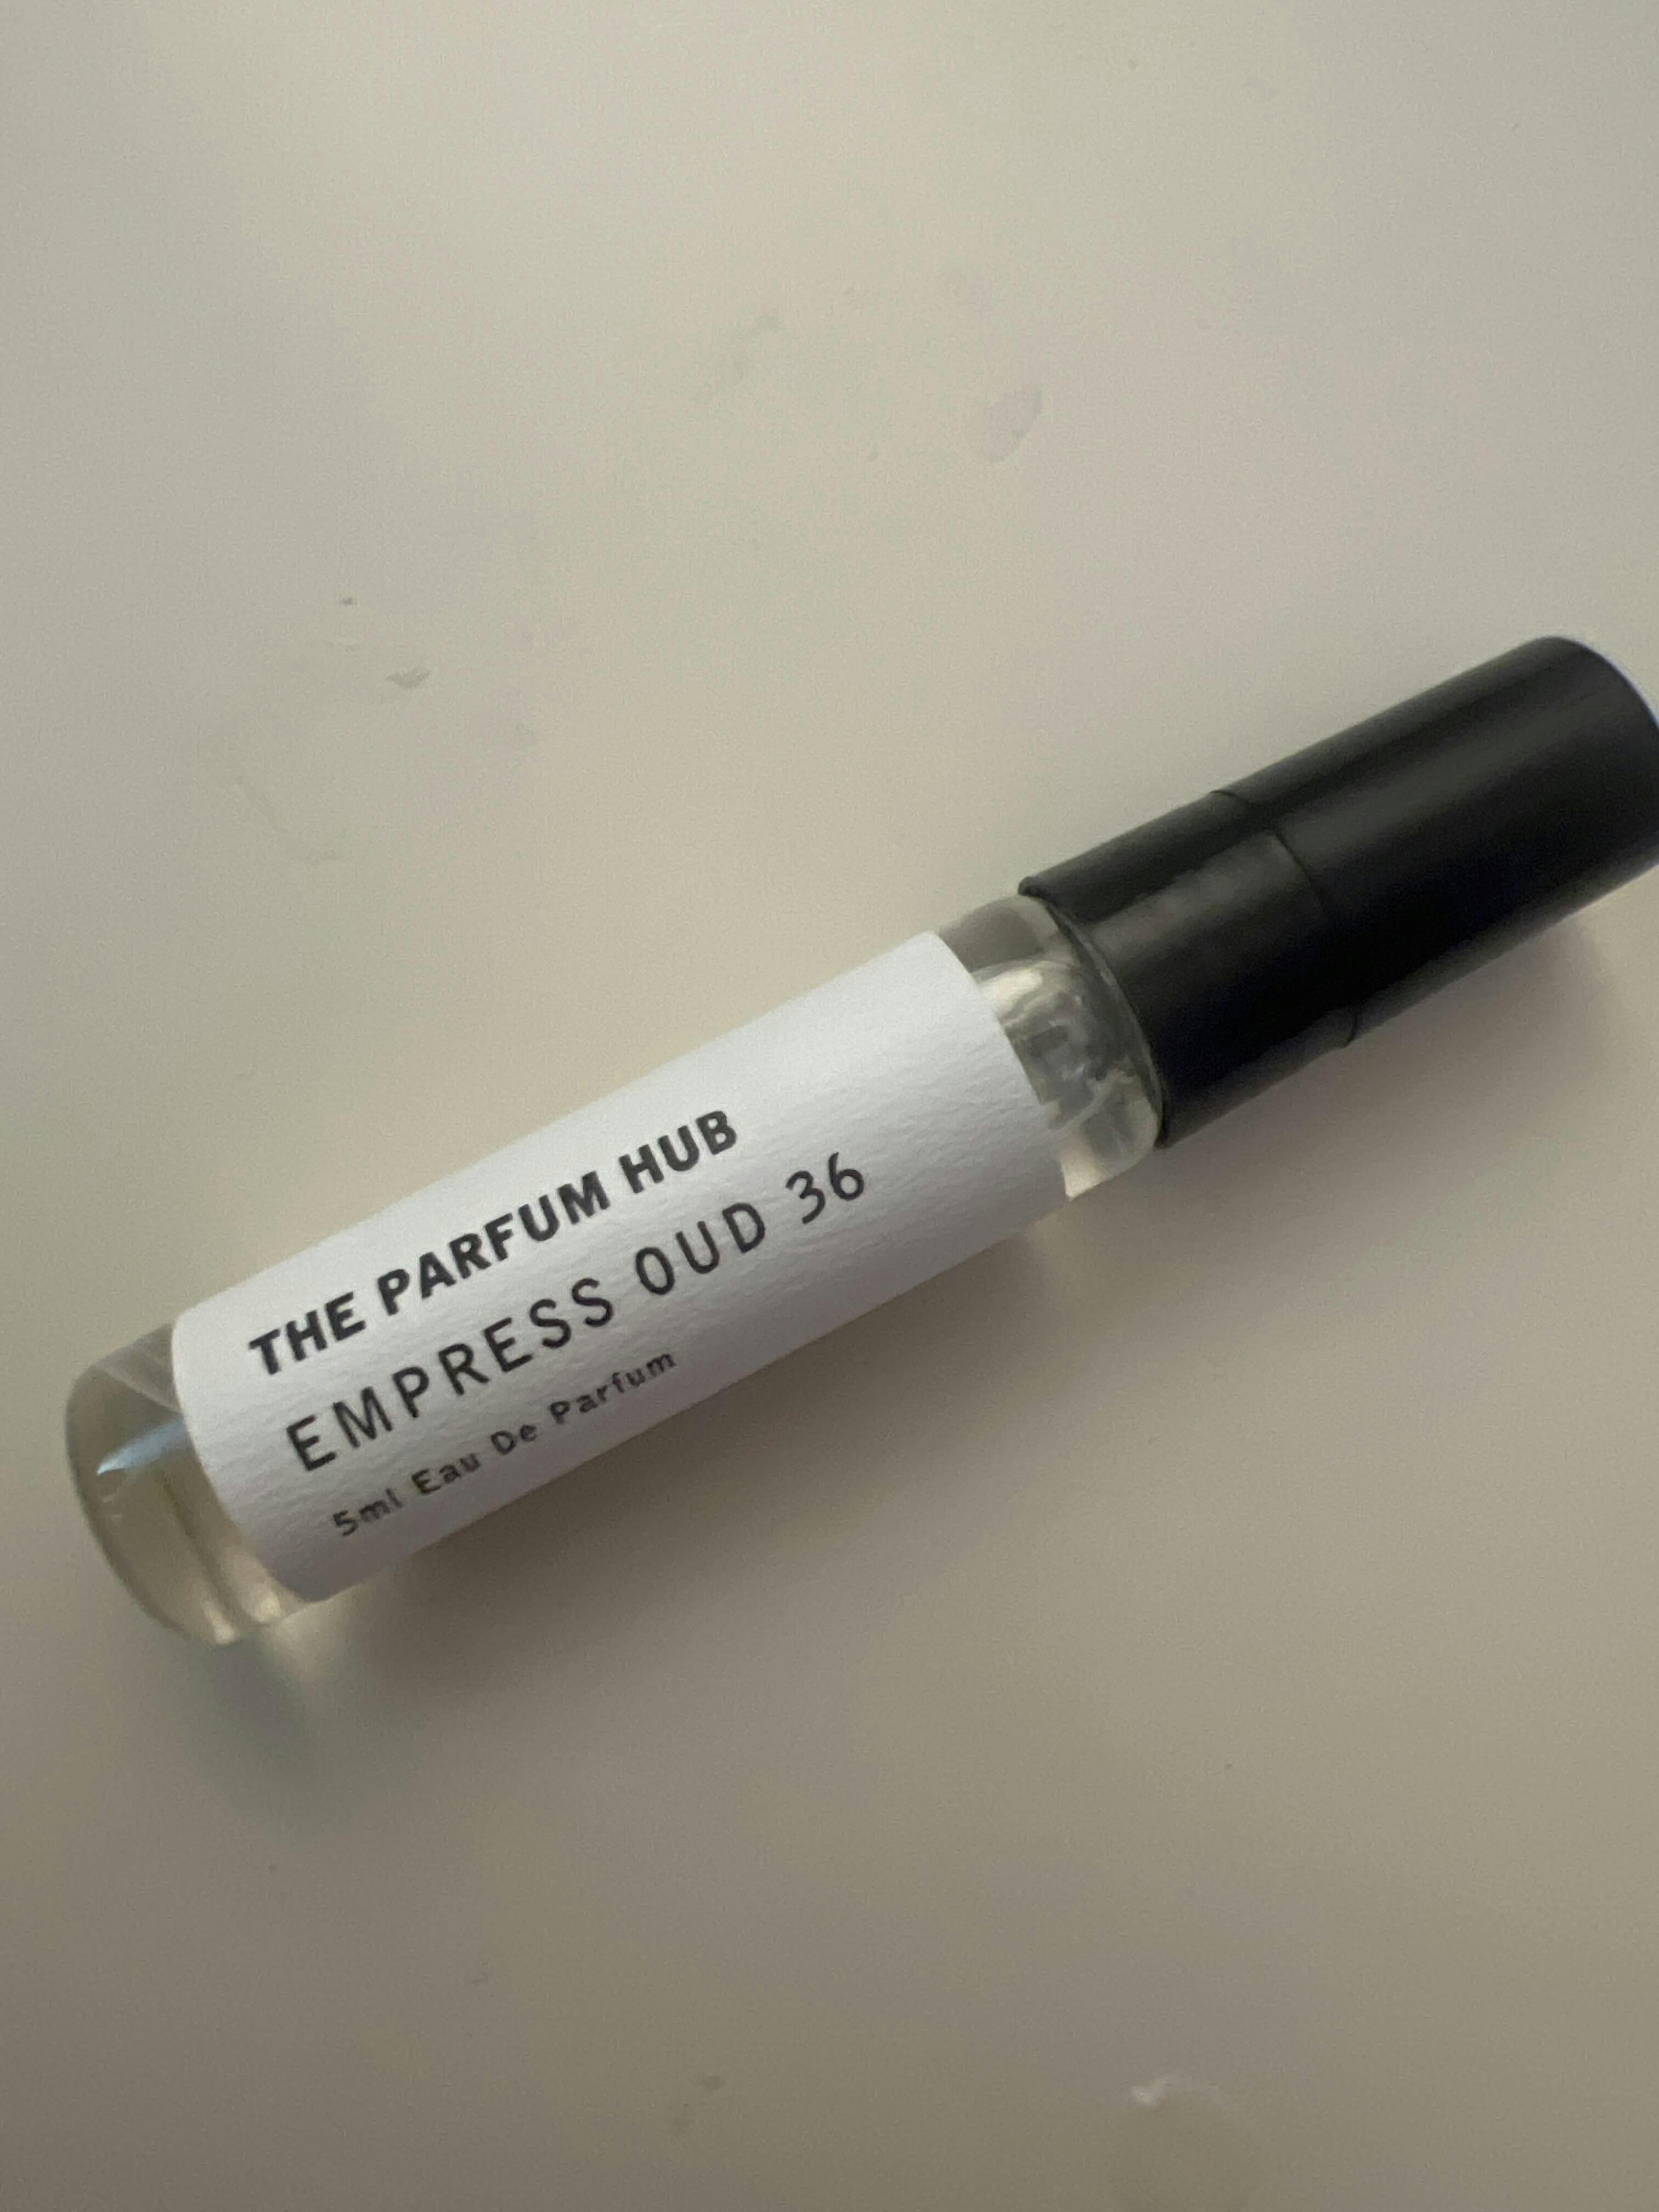 THE PARFUM HUB
EMPRESS OUD 36
5ml Eau De Parfum